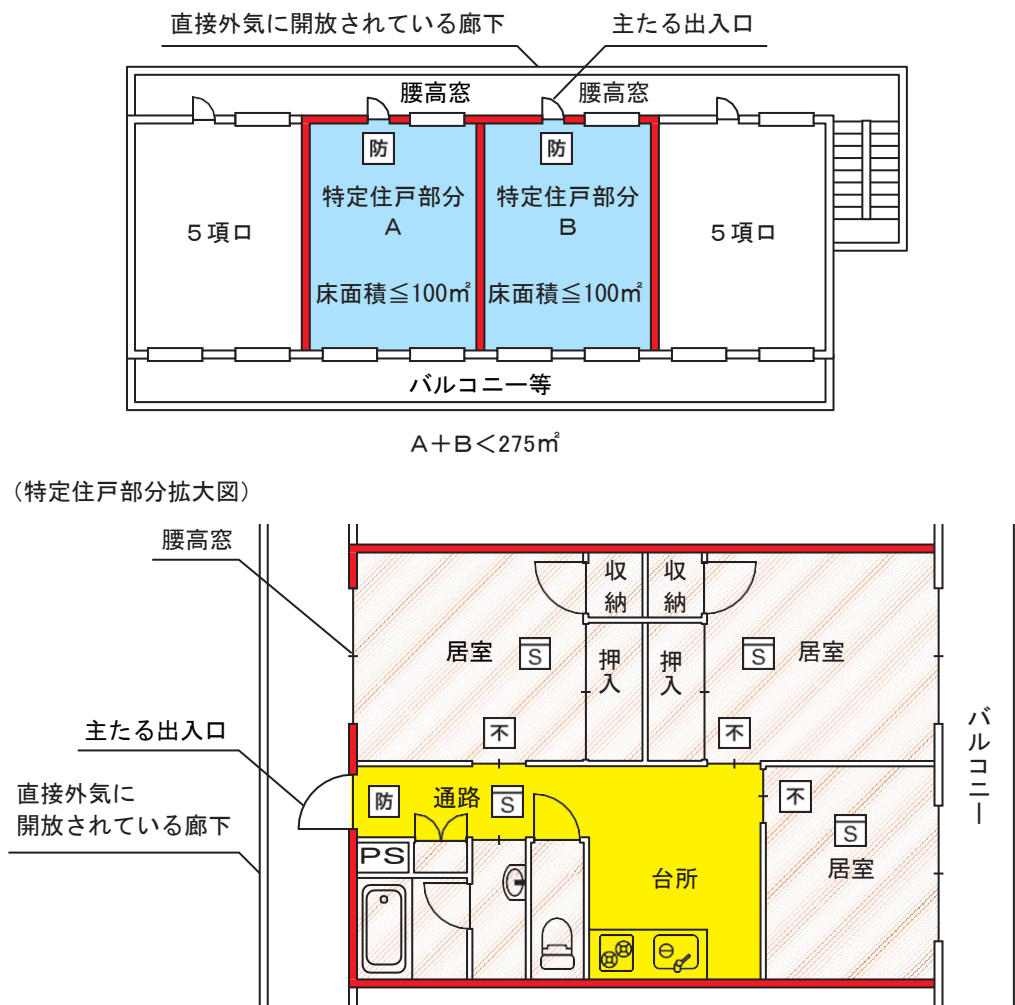 直接外気に開放されている廊下
主たる出入口
腰高窓
腰高窓
防
防
特定住戸部分
A
特定住戸部分
B
5項ロ
5項ロ
床面積≦100㎡
床面積≦100㎡
バルコニー等
A+B<275㎡
(特定住戸部分拡大図)
腰高窓
収納
収納
居室
S
押入
押入
S
居室
不
不
主たる出入口
バルコニー
直接外気に
開放されている廊下
防
通路
S
不
S
居室
PS
台所